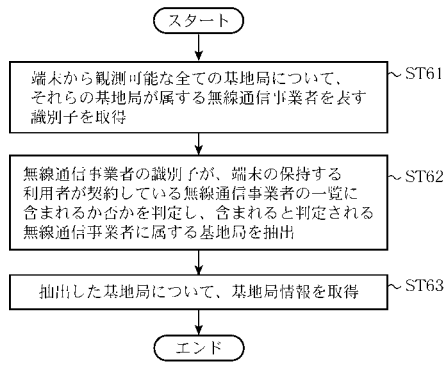 スタート
端末から観測可能な全ての基地局について、
それらの基地局が属する無線通信事業者を表す
識別子を取得
ST61
無線通信事業者の識別子が、端末の保持する
利用者が契約している無線通信事業者の一覧に
含まれるか否かを判定し、含まれると判定される
無線通信事業者に属する基地局を抽出
ST62
抽出した基地局について、基地局情報を取得
ST63
エンド